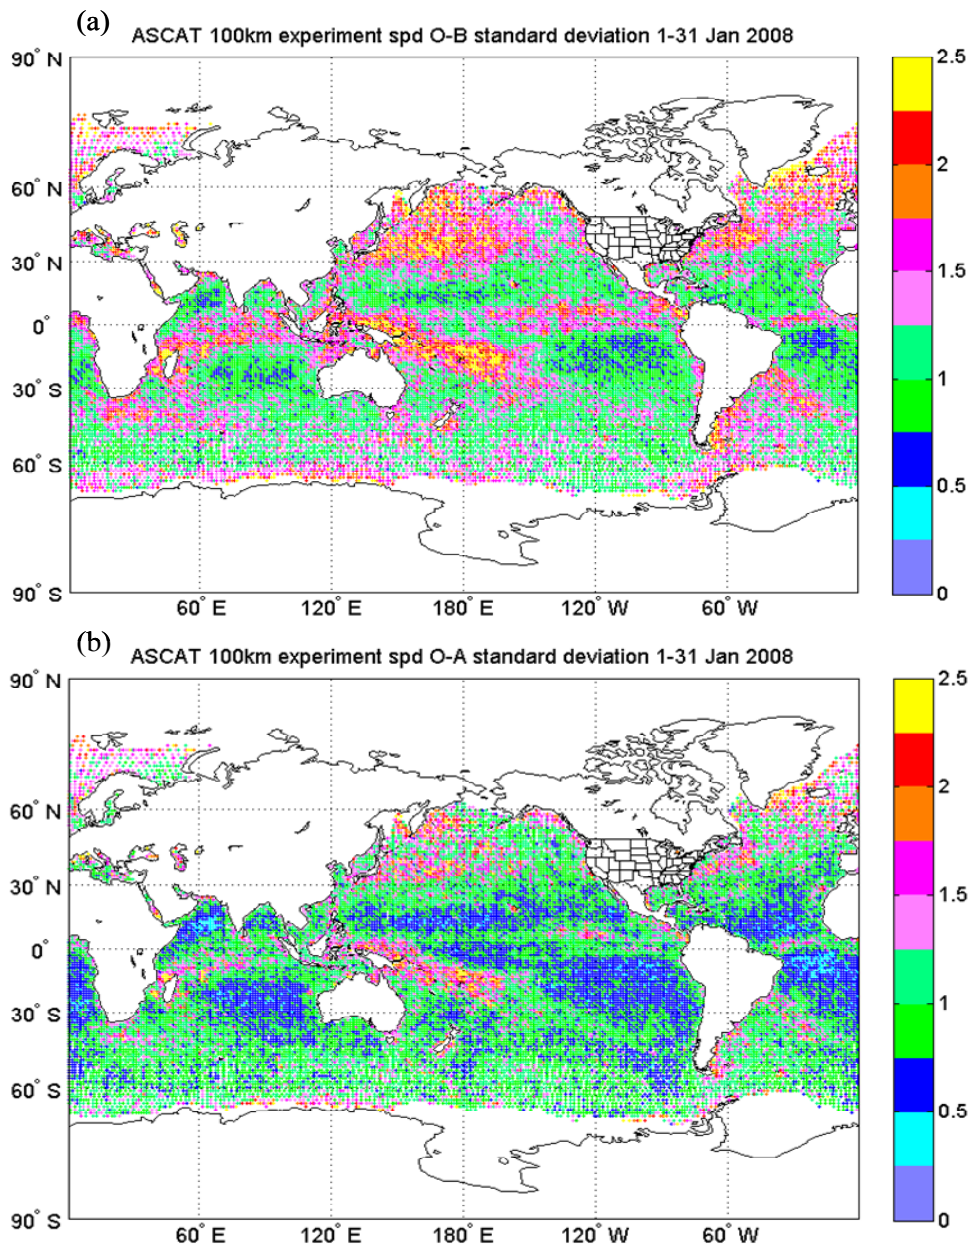 (a)
ASCAT 100km experiment spd O-B standard deviation 1-31 Jan 2008
90° N
60° N
30° N
0°
30° S
60° S
90° S
60° E
120° E
180° E
120° W
60° W
2.5
2
1.5
1
0.5
0
(b)
ASCAT 100km experiment spd O-A standard deviation 1-31 Jan 2008
90° N
60° N
30° N
0°
30° S
60° S
90° S
60° E
120° E
180° E
120° W
60° W
2.5
2
1.5
1
0.5
0